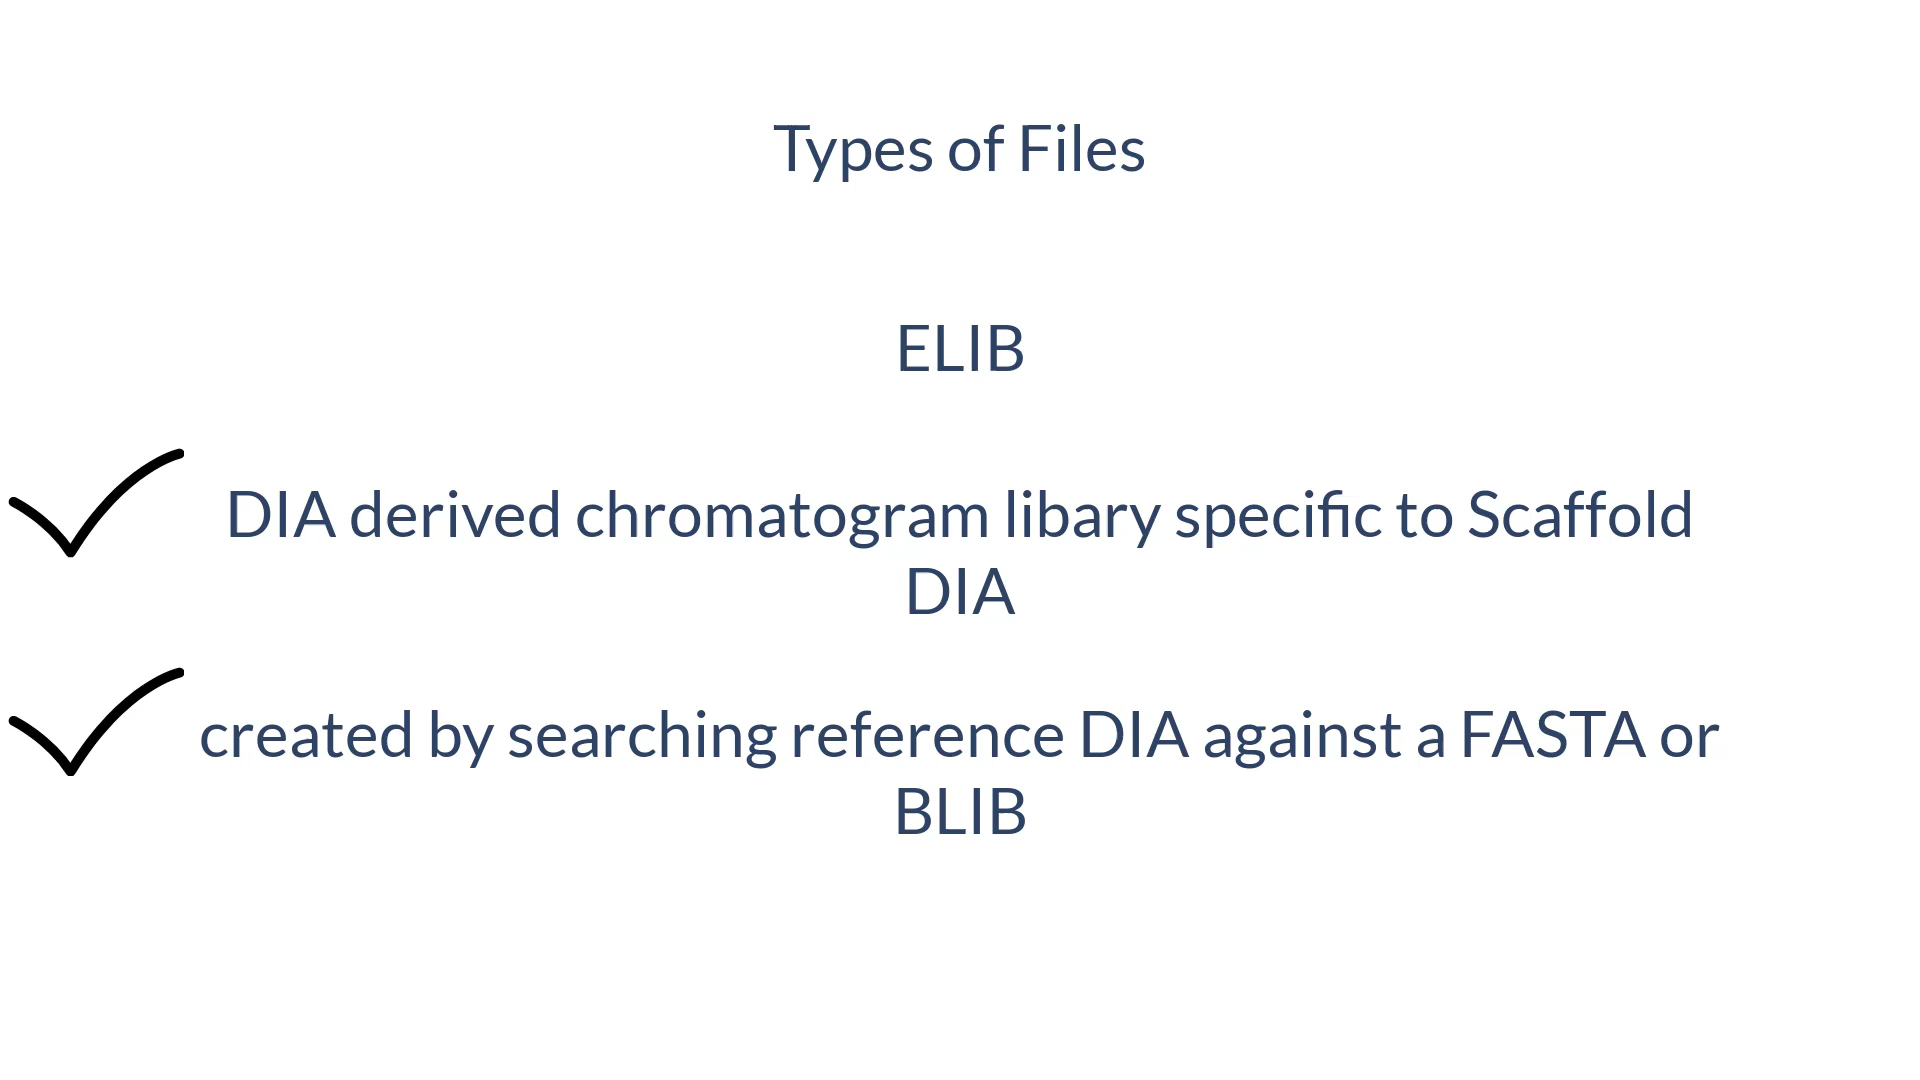 Types of Files
ELIB
DIA derived chromatogram libary specific to Scaffold
DIA
created by searching reference DIA against a FASTA or
BLIB